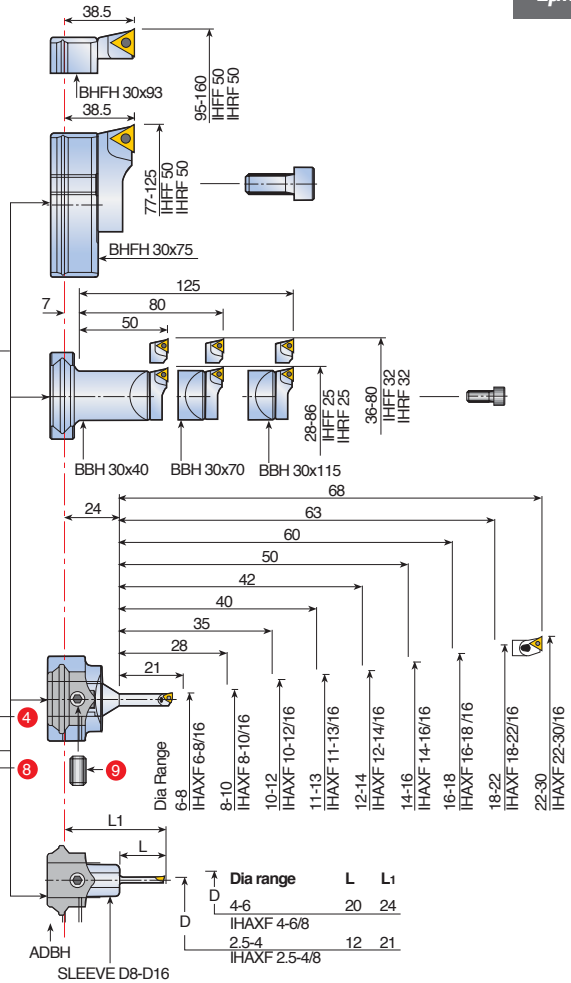 38.5
BHFH 30x93
95-160
IHFF 50
IHRF 50
38.5
77-125
IHFF 50
IHRF 50
BHFH 30x75
125
7
80
50
28-86
IHFF 25
IHRF 25
36-80
IHFF 32
IHRF 32
BBH 30x40
BBH 30x70
BBH 30x115
68
24
63
60
50
42
40
35
28
21
4
8
9
Dia Range
6-8
IHAXF 6-8/16
8-10
IHAXF 8-10/16
10-12
IHAXF 10-12/16
11-13
IHAXF 11-13/16
12-14
IHAXF 12-14/16
14-16
IHAXF 14-16/16
16-18
IHAXF 16-18 /16
18-22
IHAXF 18-22/16
22-30
IHAXF 22-30/16
L1
L
D
D
Dia range L L1
4-6 20 24
IHAXF 4-6/8
2.5-4 12 21
IHAXF 2.5-4/8
ADBH
SLEEVE D8-D16